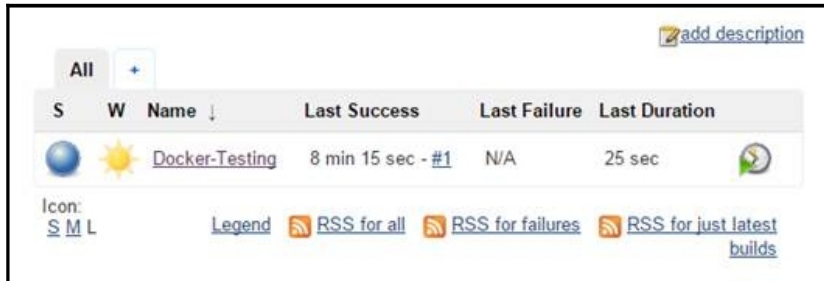 add description
All +
S W Name ↓ Last Success Last Failure Last Duration
Docker-Testing 8 min 15 sec - #1 N/A 25 sec
Icon:
S M L Legend RSS for all RSS for failures RSS for just latest
builds